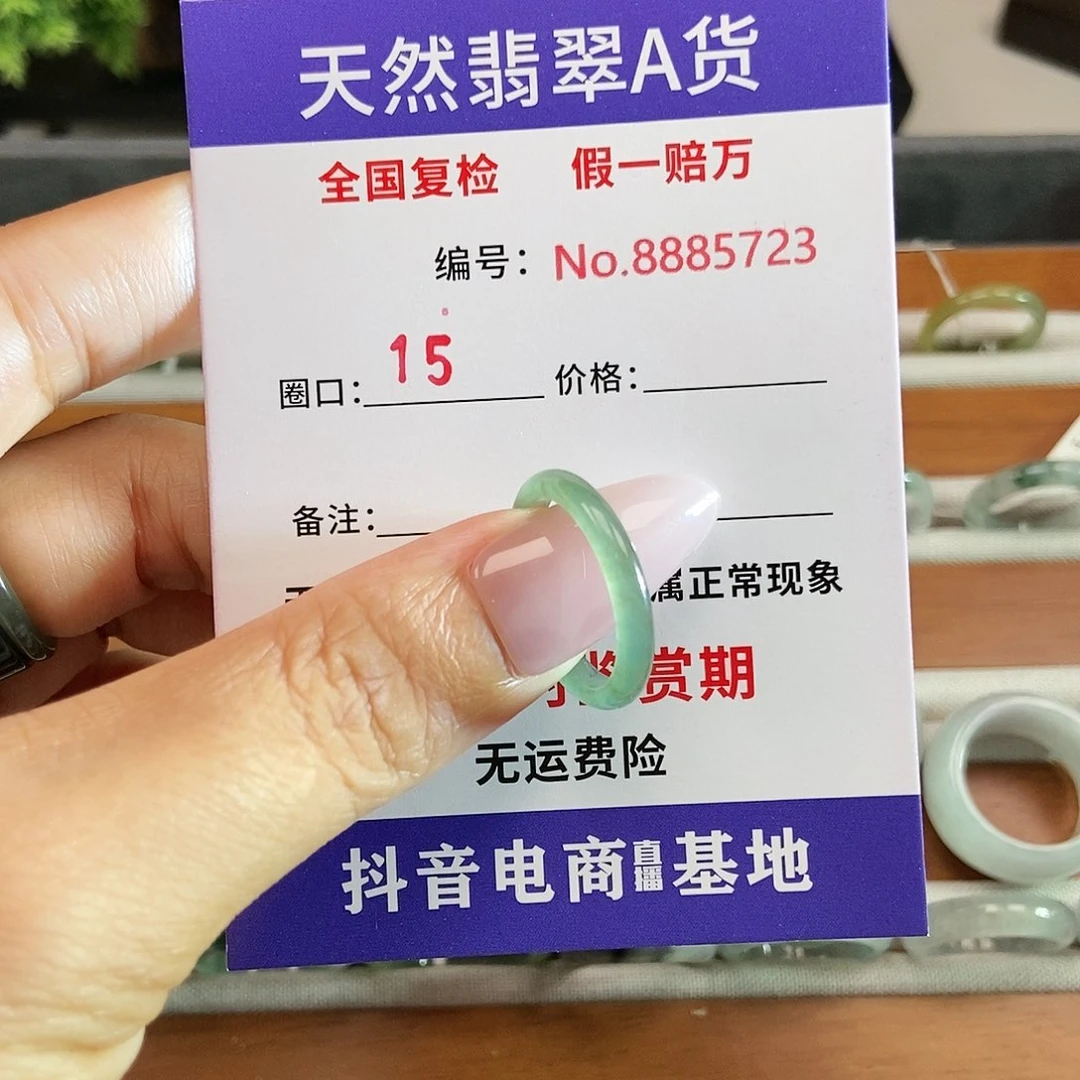 天然翡翠A货
全国复检 假一赔万
编号：No.8885723
圈口：15 价格：
备注：
属正常现象
赏期
无运费险
抖音电商直播基地